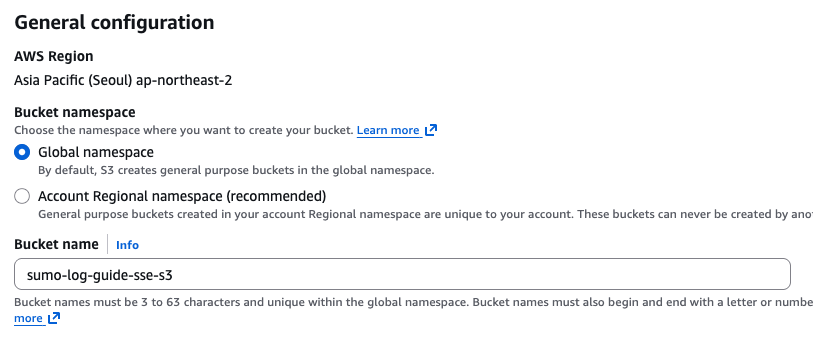 General configuration
AWS Region
Asia Pacific (Seoul) ap-northeast-2
Bucket namespace
Choose the namespace where you want to create your bucket. Learn more
Global namespace
By default, S3 creates general purpose buckets in the global namespace.
Account Regional namespace (recommended)
General purpose buckets created in your account Regional namespace are unique to your account. These buckets can never be created by
Bucket name Info
sumo-log-guide-sse-s3
Bucket names must be 3 to 63 characters and unique within the global namespace. Bucket names must also begin and end with a letter or
more